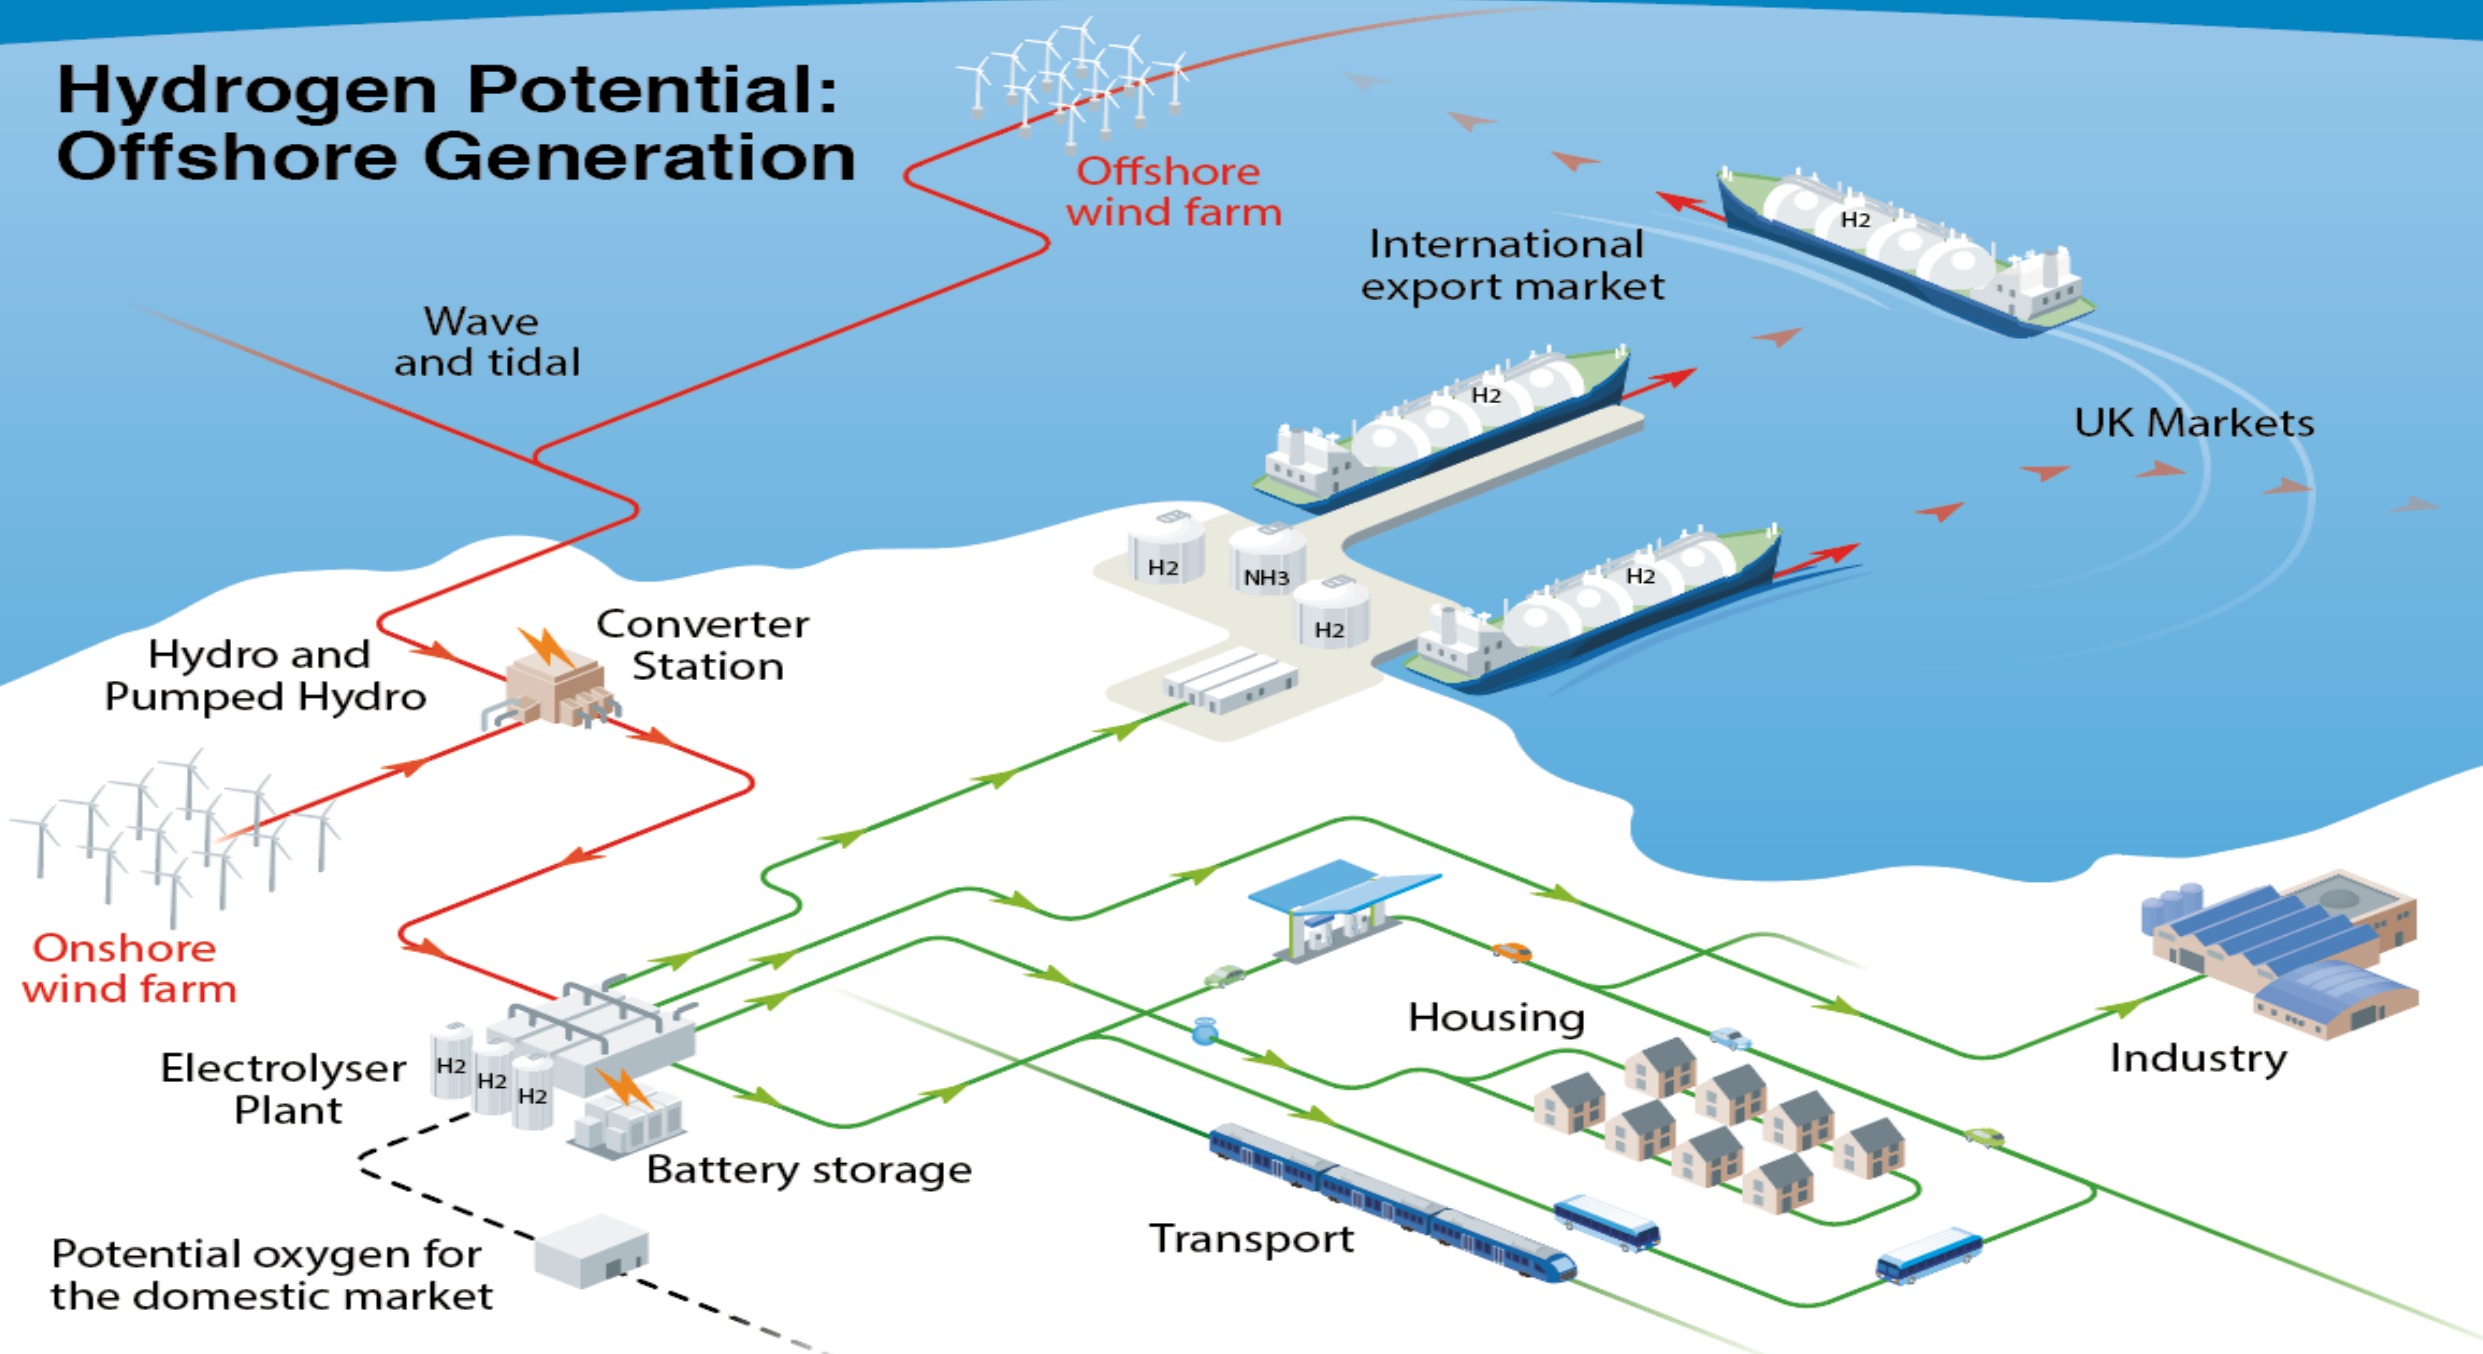 Hydrogen Potential:
Offshore Generation
Offshore
wind farm
H2
International
export market
Wave
and tidal
H2
UK Markets
H2
NH3
H2
H2
Converter
Station
Hydro and
Pumped Hydro
Onshore
wind farm
Housing
Industry
Electrolyser
Plant
H2
H2
H2
Battery storage
Transport
Potential oxygen for
the domestic market